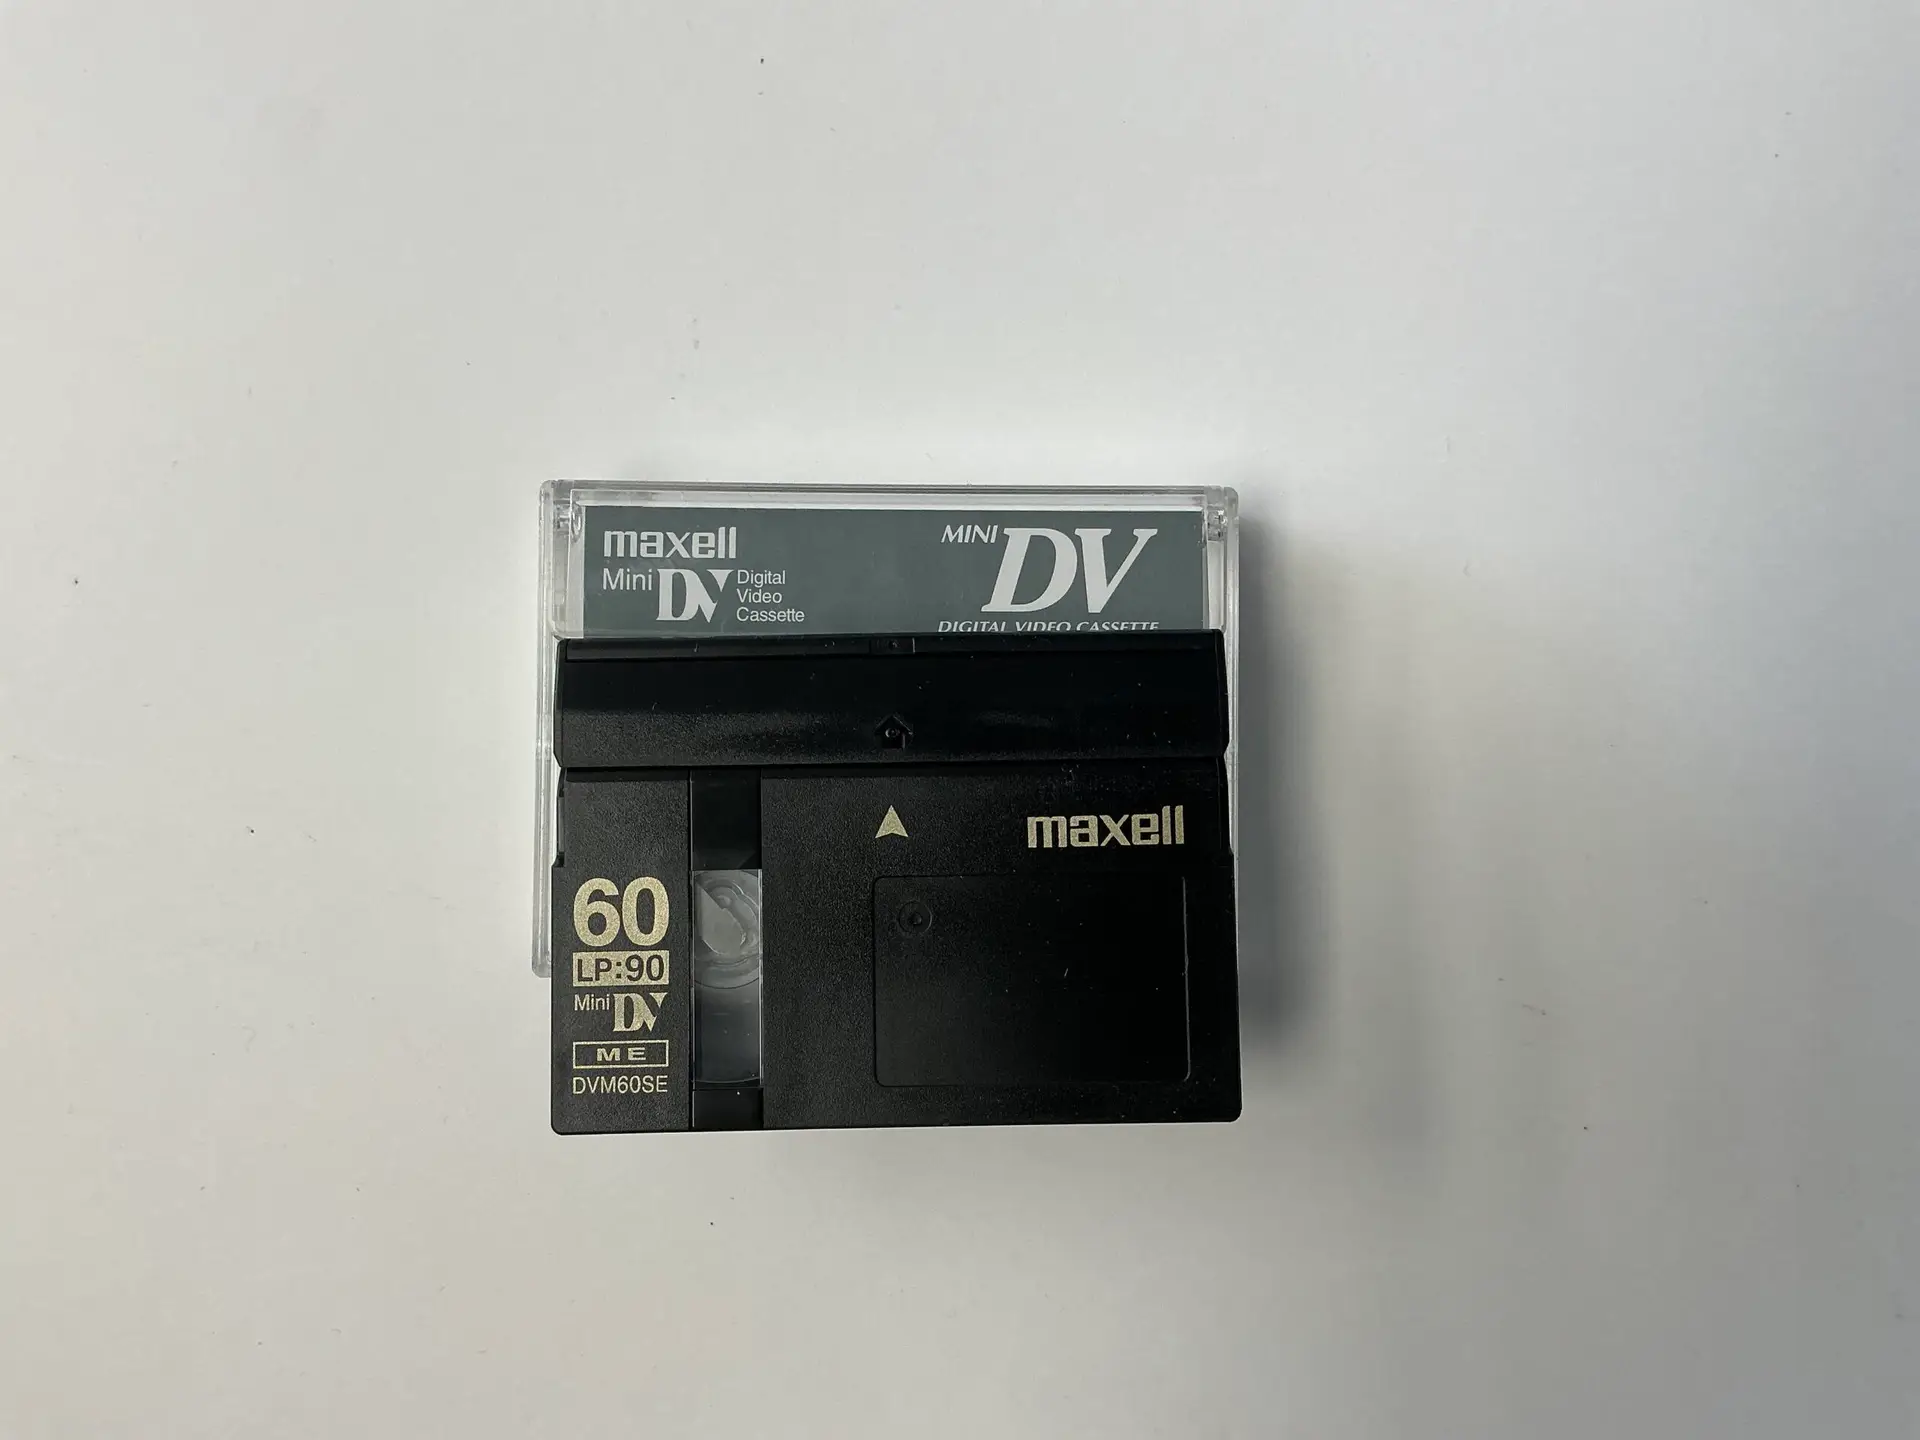 maxell
Mini DV Digital
Video
Cassette
MINI DV
DIGITAL VIDEO CASSETTE
maxell
60
LP:90
Mini DV
ME
DVM60SE